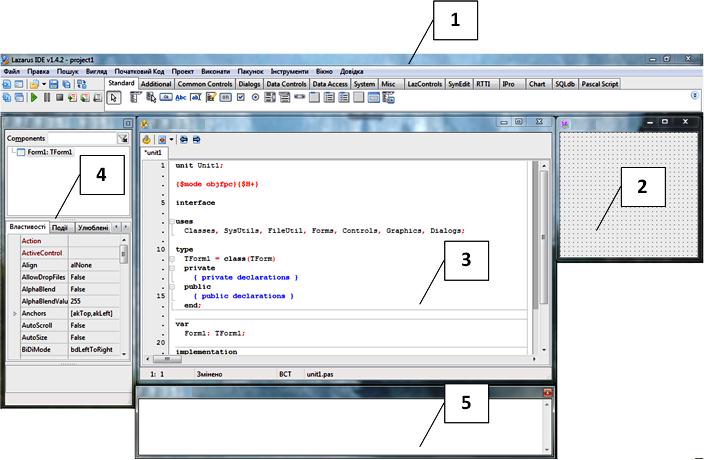 1
Lazarus IDE v1.4.2 - project1
Файл Правка Пошук Вигляд Початковий Код Проект Виконати Пакунок Інструменти Вікно Довідка
Standard Additional Common Controls Dialogs Data Controls Data Access System Misc LazControls SynEdit RTTI IPro Chart SQLdb Pascal Script
Abc
Components
Form1: TForm1
4
Властивості Події Улюблені
Action
ActiveControl
Align alNone
AllowDropFiles False
AlphaBlend False
AlphaBlendValu 255
Anchors [akTop,akLeft]
AutoScroll False
AutoSize False
BiDiMode bdLeftToRight
*unit1
1 unit Unit1;
{$mode objfpc}{$H+}
5 interface
uses
Classes, SysUtils, FileUtil, Forms, Controls, Graphics, Dialogs;
10 type
TForm1 = class(TForm)
private
{ private declarations }
public
15 { public declarations }
end;
var
Form1: TForm1;
20
implementation
3
1: 1 Змінено ВСТ unit1.pas
2
5